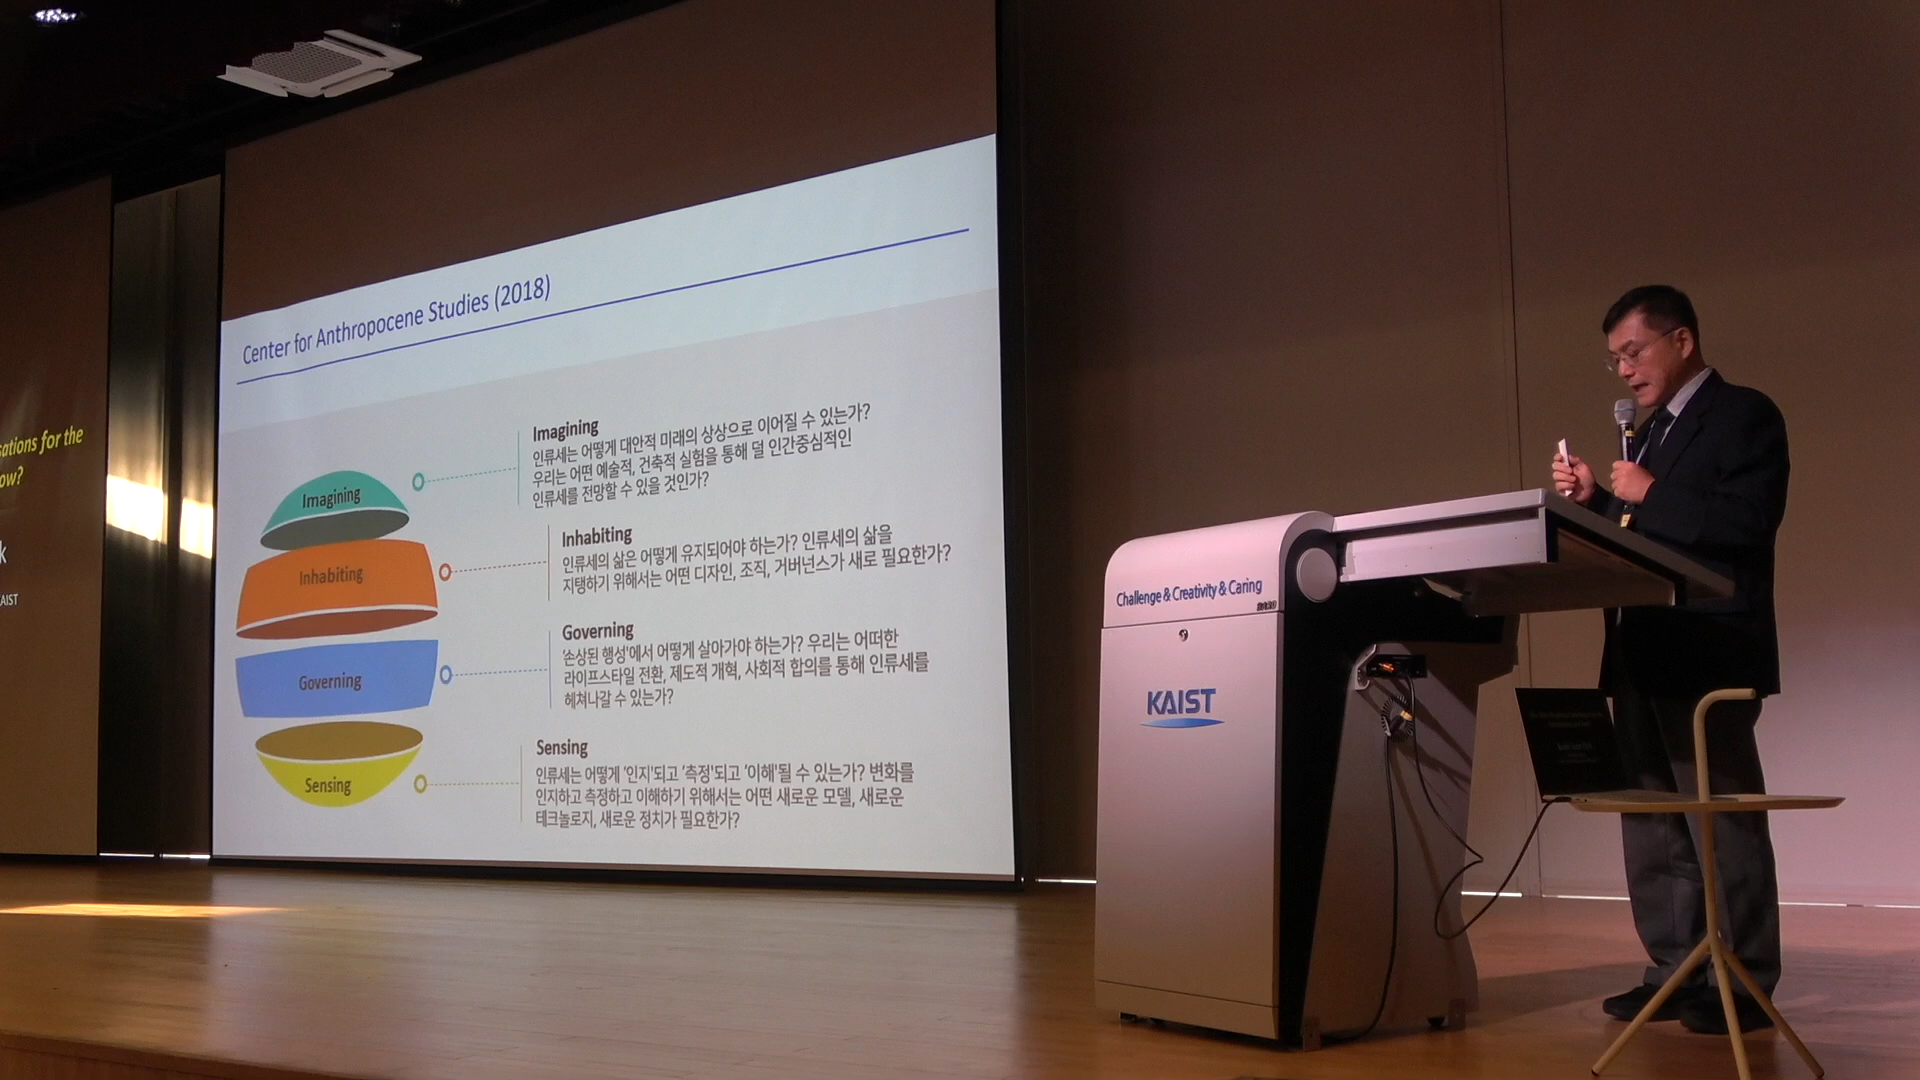 sations for the
ow?
k
KAIST
Center for Anthropocene Studies (2018)
Imagining
Inhabiting
Governing
Sensing
Imagining
인류세는 어떻게 대안적 미래의 상상으로 이어질 수 있는가?
우리는 어떤 예술적, 건축적 실험을 통해 덜 인간중심적인
인류세를 전망할 수 있을 것인가?
Inhabiting
인류세의 삶은 어떻게 유지되어야 하는가? 인류세의 삶을
지탱하기 위해서는 어떤 디자인, 조직, 거버넌스가 새로 필요한가?
Governing
'손상된 행성'에서 어떻게 살아가야 하는가? 우리는 어떠한
라이프스타일 전환, 제도적 개혁, 사회적 합의를 통해 인류세를
헤쳐나갈 수 있는가?
Sensing
인류세는 어떻게 '인지'되고 '측정'되고 '이해'될 수 있는가? 변화를
인지하고 측정하고 이해하기 위해서는 어떤 새로운 모델, 새로운
테크놀로지, 새로운 정치가 필요한가?
Challenge & Creativity & Caring
KAIST